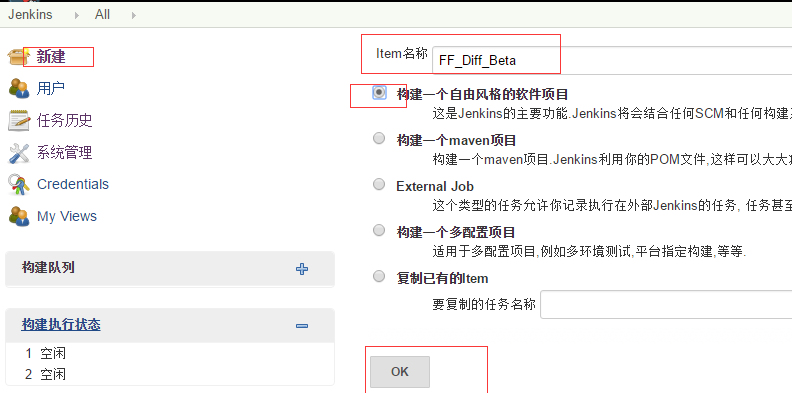 Jenkins All
新建
用户
任务历史
系统管理
Credentials
My Views
构建队列
构建执行状态
1 空闲
2 空闲
Item名称 FF_Diff_Beta
构建一个自由风格的软件项目
这是Jenkins的主要功能.Jenkins将会结合任何SCM和任何构建
构建一个maven项目
构建一个maven项目.Jenkins利用你的POM文件,这样可以大大
External Job
这个类型的任务允许你记录执行在外部Jenkins的任务, 任务甚至
构建一个多配置项目
适用于多配置项目,例如多环境测试,平台指定构建,等等.
复制已有的Item
要复制的任务名称
OK